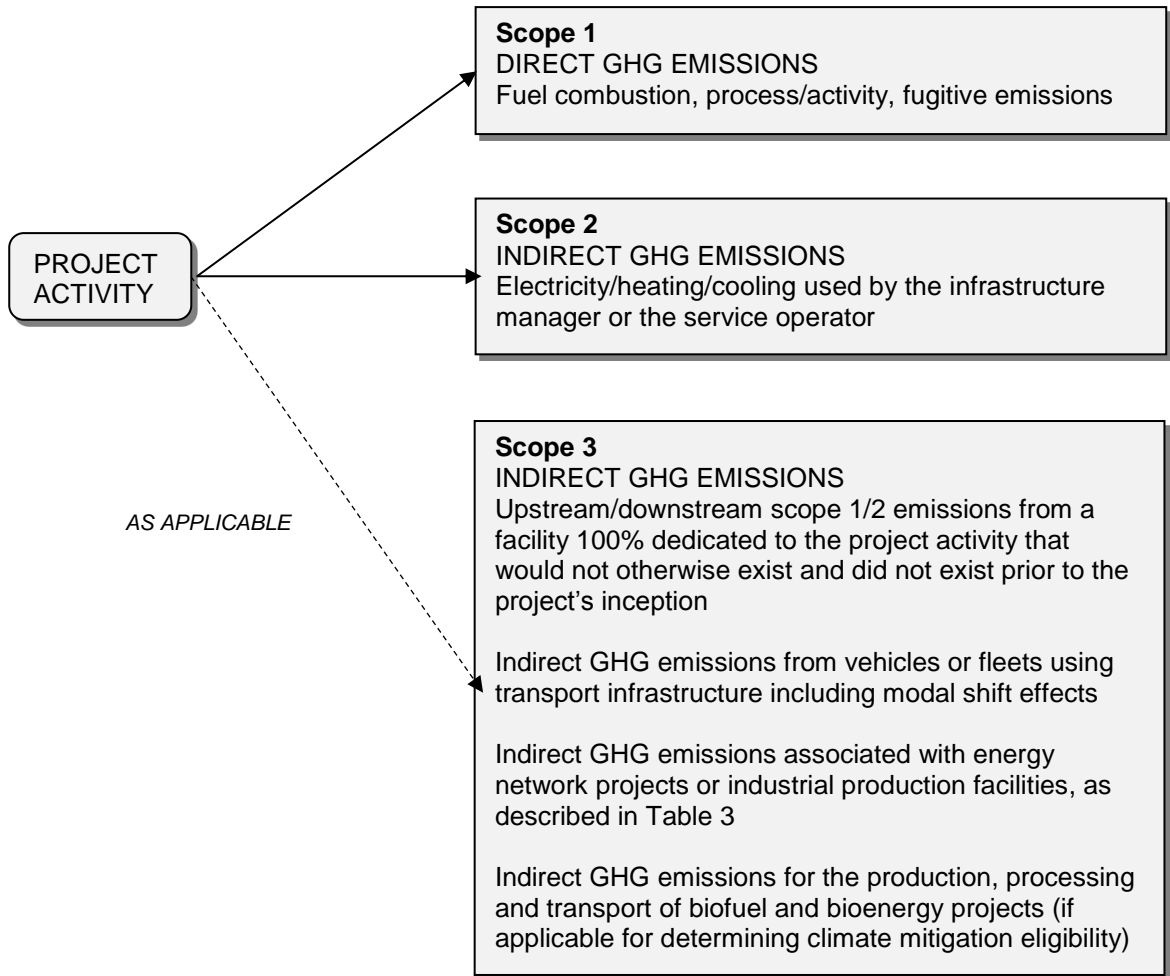 Scope 1
DIRECT GHG EMISSIONS
Fuel combustion, process/activity, fugitive emissions
Scope 2
INDIRECT GHG EMISSIONS
Electricity/heating/cooling used by the infrastructure
manager or the service operator
PROJECT
ACTIVITY
AS APPLICABLE
Scope 3
INDIRECT GHG EMISSIONS
Upstream/downstream scope 1/2 emissions from a
facility 100% dedicated to the project activity that
would not otherwise exist and did not exist prior to the
project’s inception
Indirect GHG emissions from vehicles or fleets using
transport infrastructure including modal shift effects
Indirect GHG emissions associated with energy
network projects or industrial production facilities, as
described in Table 3
Indirect GHG emissions for the production, processing
and transport of biofuel and bioenergy projects (if
applicable for determining climate mitigation eligibility)